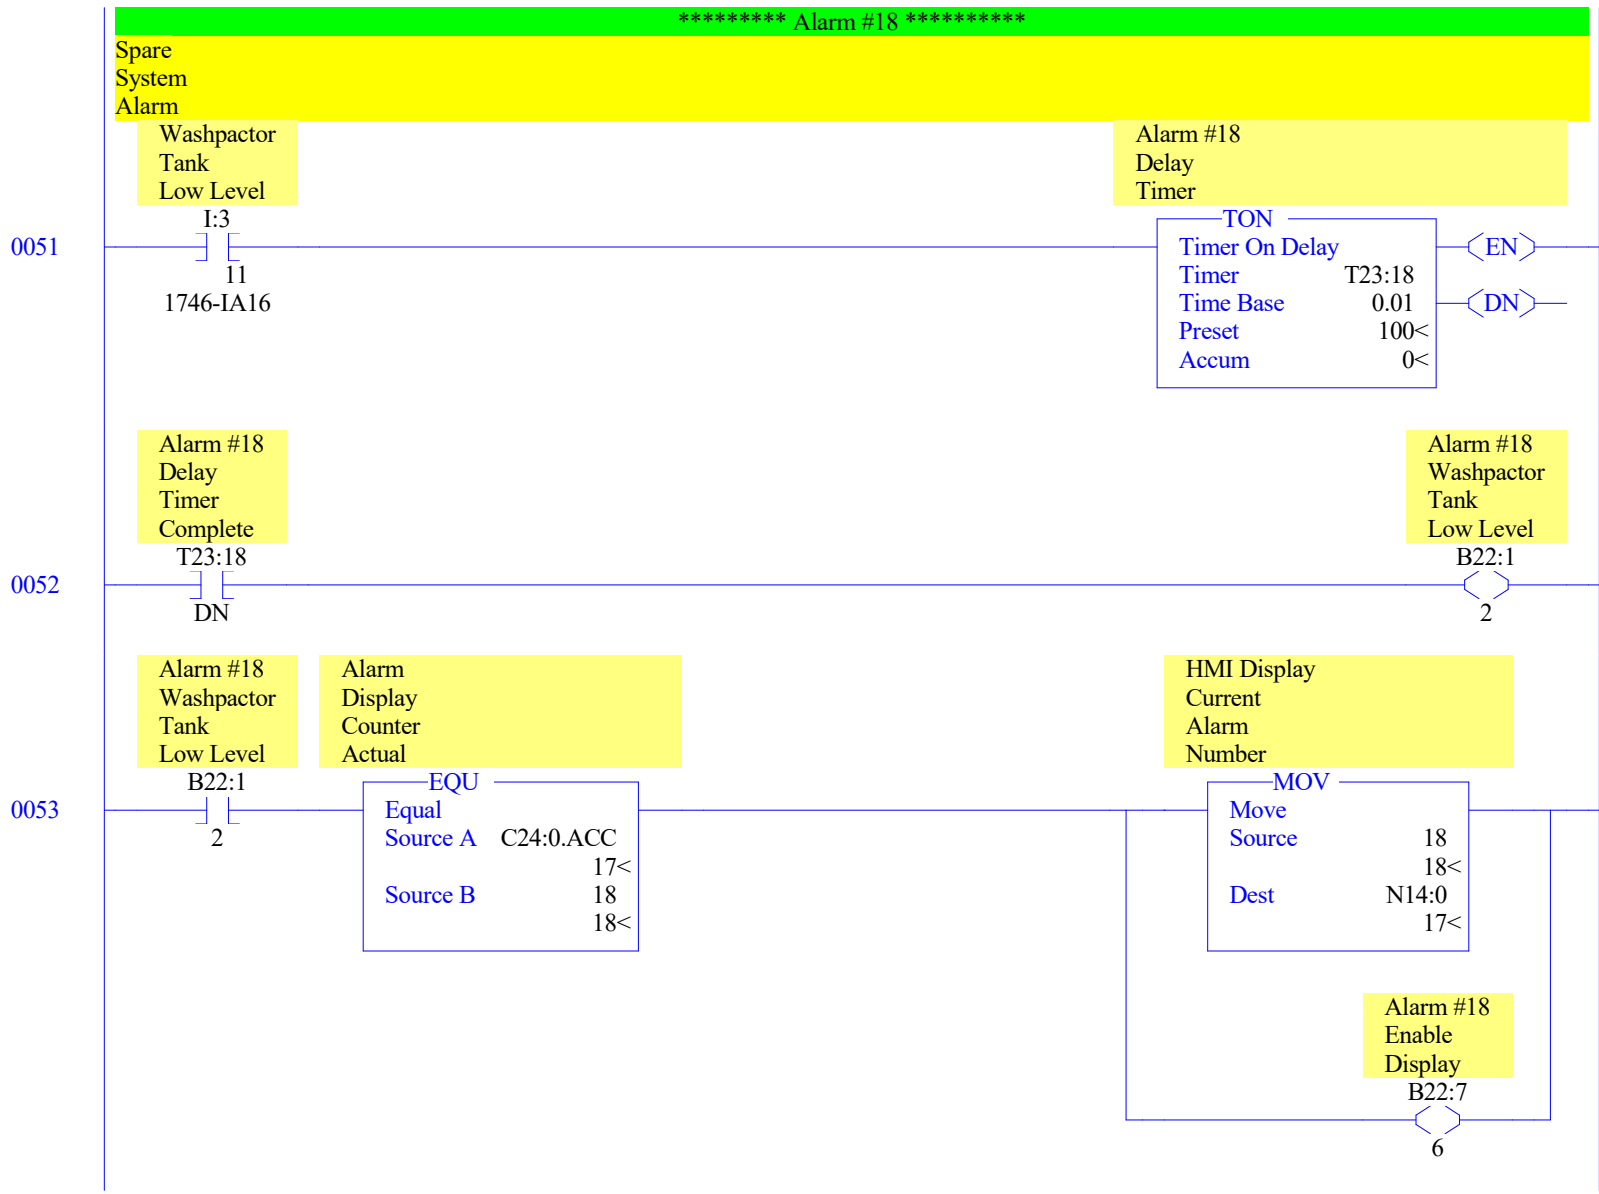 ********* Alarm #18 **********
Spare
System
Alarm
Washpactor
Tank
Low Level
I:3
11
1746-IA16
0051
Alarm #18
Delay
Timer
TON
Timer On Delay
Timer T23:18
Time Base 0.01
Preset 100<
Accum 0<
EN
DN
Alarm #18
Delay
Timer
Complete
T23:18
DN
0052
Alarm #18
Washpactor
Tank
Low Level
B22:1
2
Alarm #18
Washpactor
Tank
Low Level
B22:1
2
0053
Alarm
Display
Counter
Actual
EQU
Equal
Source A C24:0.ACC
17<
Source B 18
18<
HMI Display
Current
Alarm
Number
MOV
Move
Source 18
18<
Dest N14:0
17<
Alarm #18
Enable
Display
B22:7
6